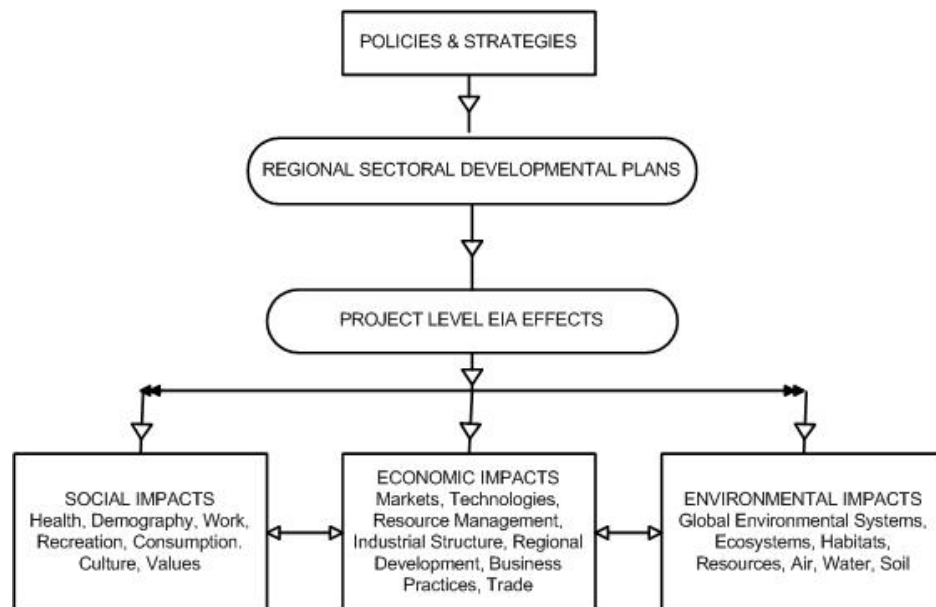 POLICIES & STRATEGIES
REGIONAL SECTORAL DEVELOPMENTAL PLANS
PROJECT LEVEL EIA EFFECTS
SOCIAL IMPACTS
Health, Demography, Work,
Recreation, Consumption.
Culture, Values
ECONOMIC IMPACTS
Markets, Technologies,
Resource Management,
Industrial Structure, Regional
Development, Business
Practices, Trade
ENVIRONMENTAL IMPACTS
Global Environmental Systems,
Ecosystems, Habitats,
Resources, Air, Water, Soil